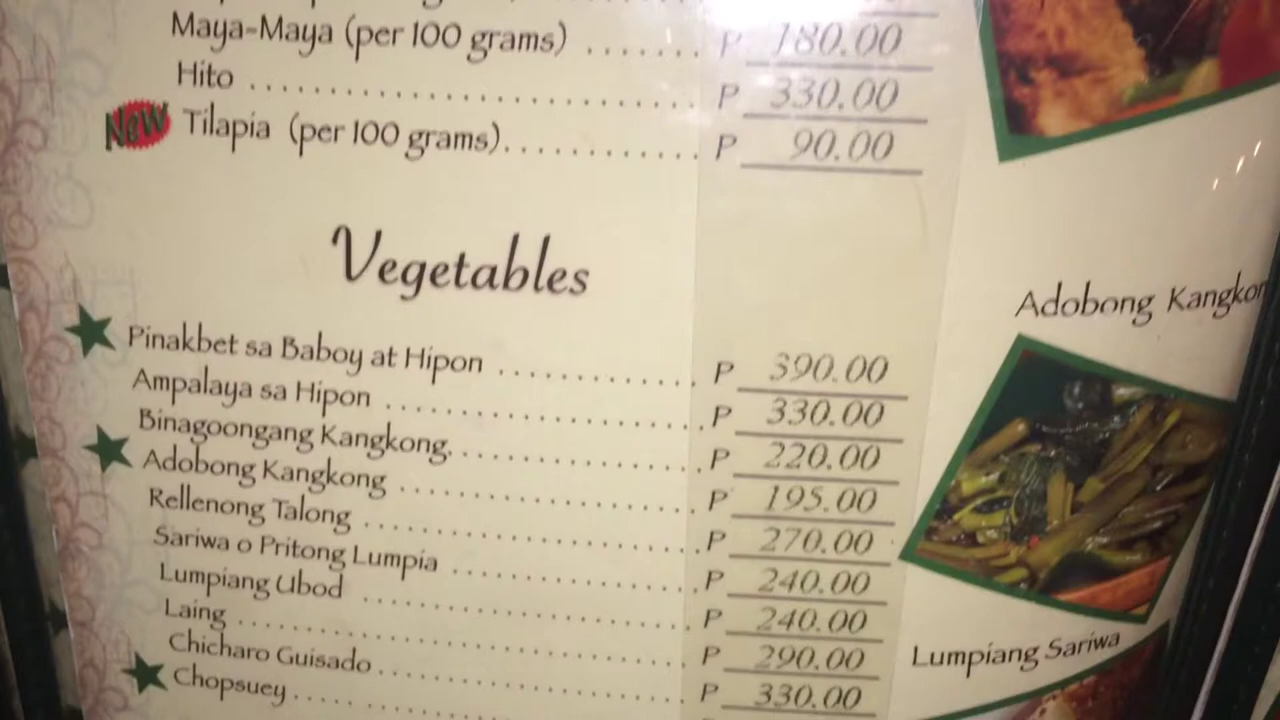 Maya-Maya (per 100 grams) ....... P 180.00
Hito ................................ P 330.00
NeW Tilapia (per 100 grams)............ P 90.00
Vegetables
Pinakbet sa Baboy at Hipon ............ P 390.00
Ampalaya sa Hipon ................... P 330.00
Binagoongang Kangkong................ P 220.00
Adobong Kangkong .................. P 195.00
Rellenong Talong ..................... P 270.00
Sariwa o Pritong Lumpia ............... P 240.00
Lumpiang Ubod ..................... P 240.00
Laing .............................. P 290.00
Chicharo Guisado .................... P 330.00
Chopsuey ..........................
Adobong Kangkon
Lumpiang Sariwa